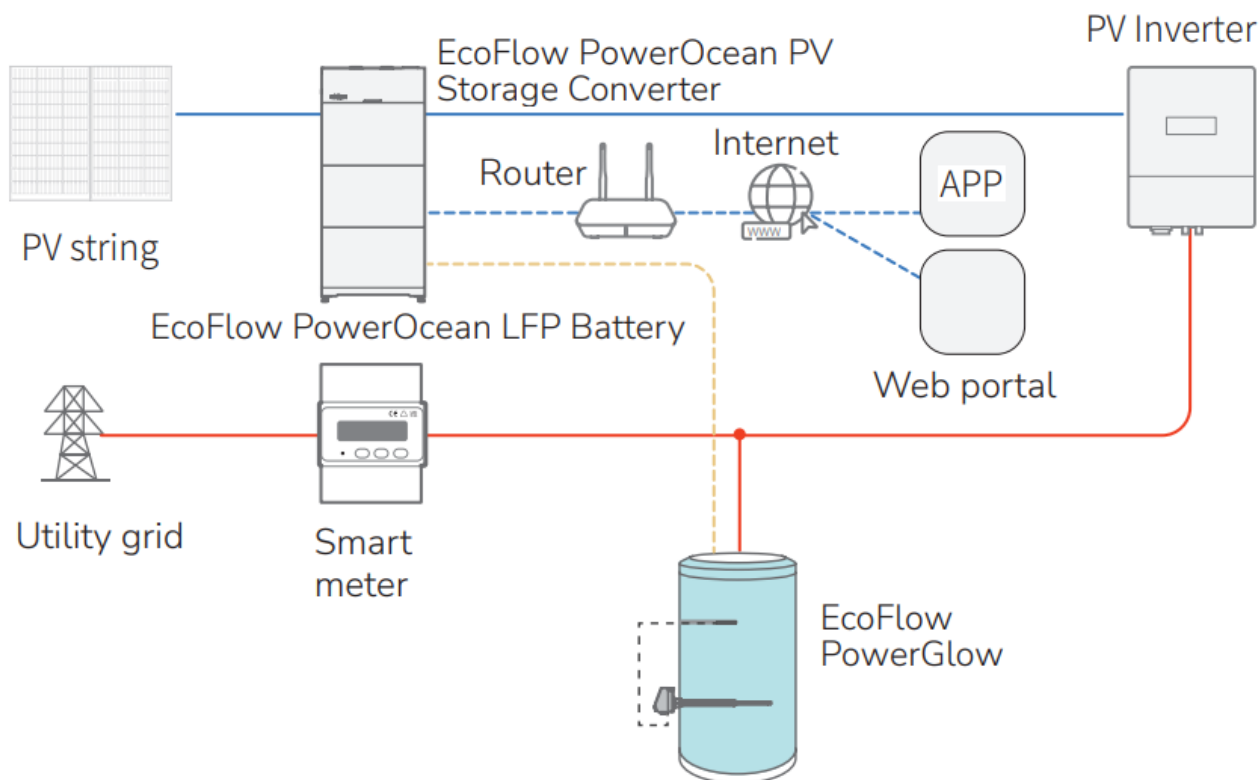 PV Inverter
EcoFlow PowerOcean PV
Storage Converter
Internet
Router
APP
WWW
PV string
EcoFlow PowerOcean LFP Battery
Web portal
CE
Utility grid
Smart
meter
EcoFlow
PowerGlow